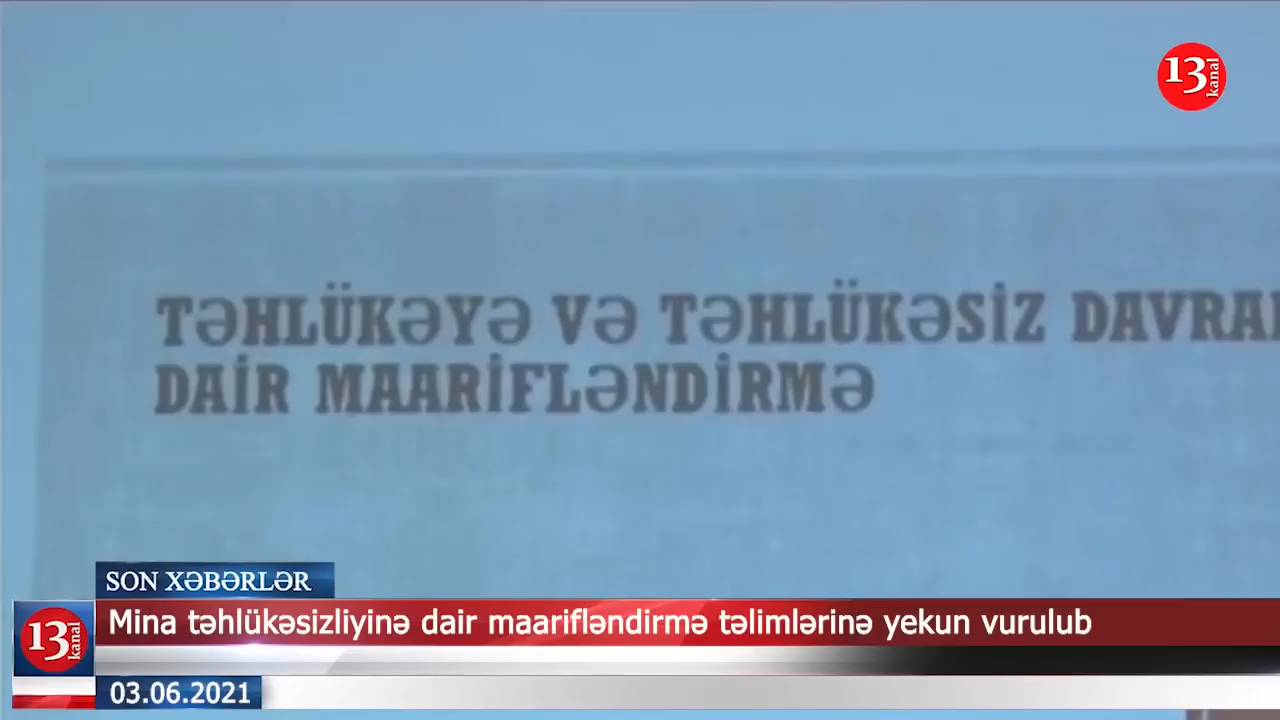 13 kanal
TƏHLÜKƏYƏ VƏ TƏHLÜKƏSİZ
DAİR MAARİFLƏNDİRMƏ
SON XƏBƏRLƏR
13 kanal
Mina təhlükəsizliyinə dair maarifləndirmə təlimlərinə yekun vurulub
03.06.2021